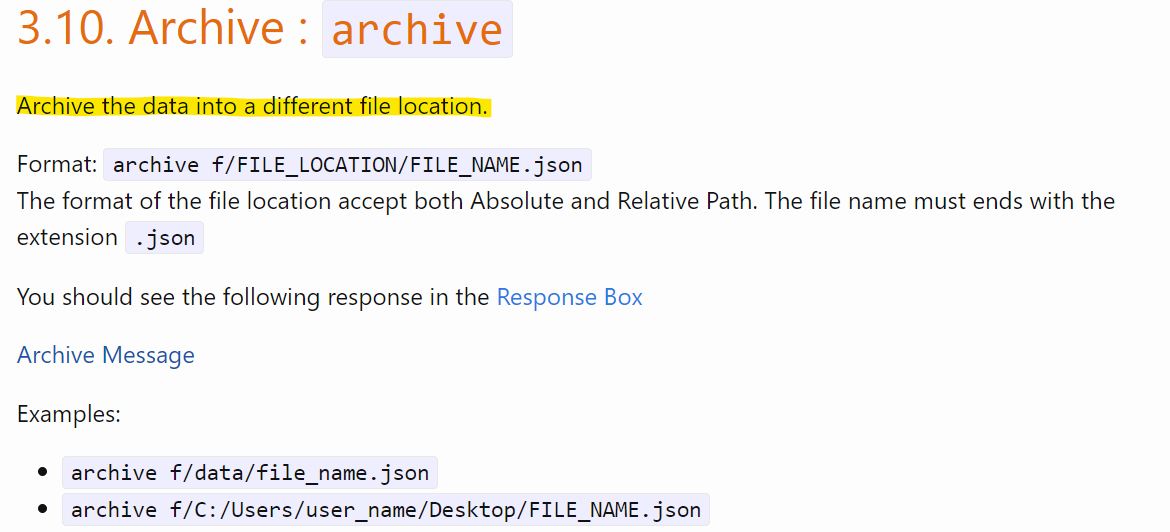 3.10. Archive : archive
Archive the data into a different file location.
Format: archive f/FILE_LOCATION/FILE_NAME.json
The format of the file location accept both Absolute and Relative Path. The file name must ends with the
extension .json
You should see the following response in the Response Box
Archive Message
Examples:
• archive f/data/file_name.json
• archive f/C:/Users/user_name/Desktop/FILE_NAME.json